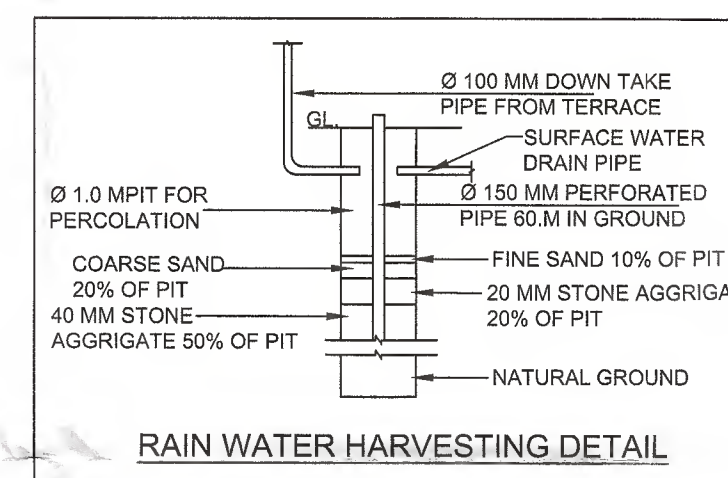 Ø 100 MM DOWN TAKE
PIPE FROM TERRACE
GL.
SURFACE WATER
DRAIN PIPE
Ø 1.0 MPIT FOR
PERCOLATION
Ø 150 MM PERFORATED
PIPE 60.M IN GROUND
COARSE SAND
20% OF PIT
FINE SAND 10% OF PIT
40 MM STONE
AGGRIGATE 50% OF PIT
20 MM STONE AGGRIGA
20% OF PIT
NATURAL GROUND
RAIN WATER HARVESTING DETAIL